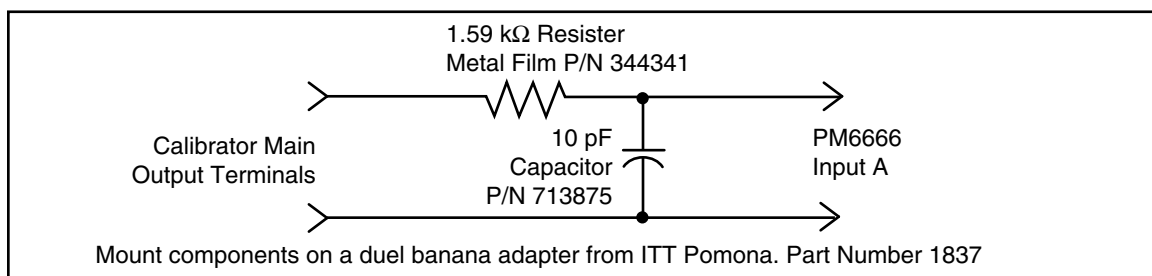 1.59 kΩ Resister
Metal Film P/N 344341
Calibrator Main
Output Terminals
10 pF
Capacitor
P/N 713875
PM6666
Input A
Mount components on a duel banana adapter from ITT Pomona. Part Number 1837